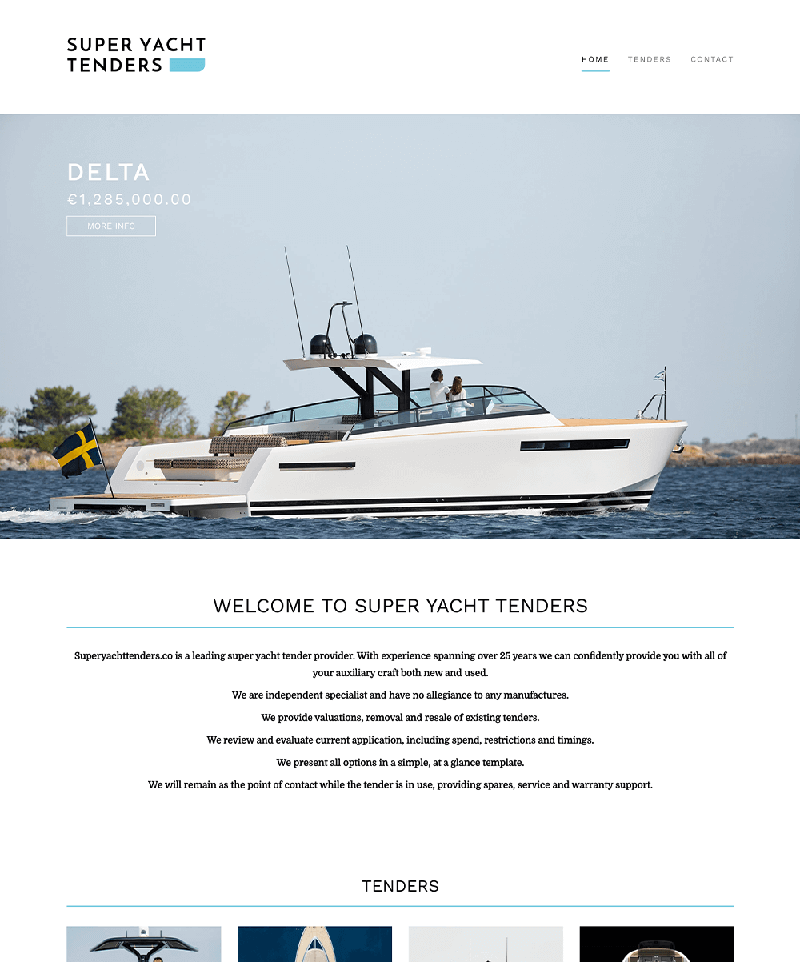 SUPER YACHT
TENDERS
HOME TENDERS CONTACT
DELTA
€1,285,000.00
MORE INFO
WELCOME TO SUPER YACHT TENDERS
Superyachttenders.co is a leading super yacht tender provider. With experience spanning over 25 years we can confidently provide you with all of
your auxiliary craft both new and used.
We are independent specialist and have no allegiance to any manufactures.
We provide valuations, removal and resale of existing tenders.
We review and evaluate current application, including spend, restrictions and timings.
We present all options in a simple, at a glance template.
We will remain as the point of contact while the tender is in use, providing spares, service and warranty support.
TENDERS